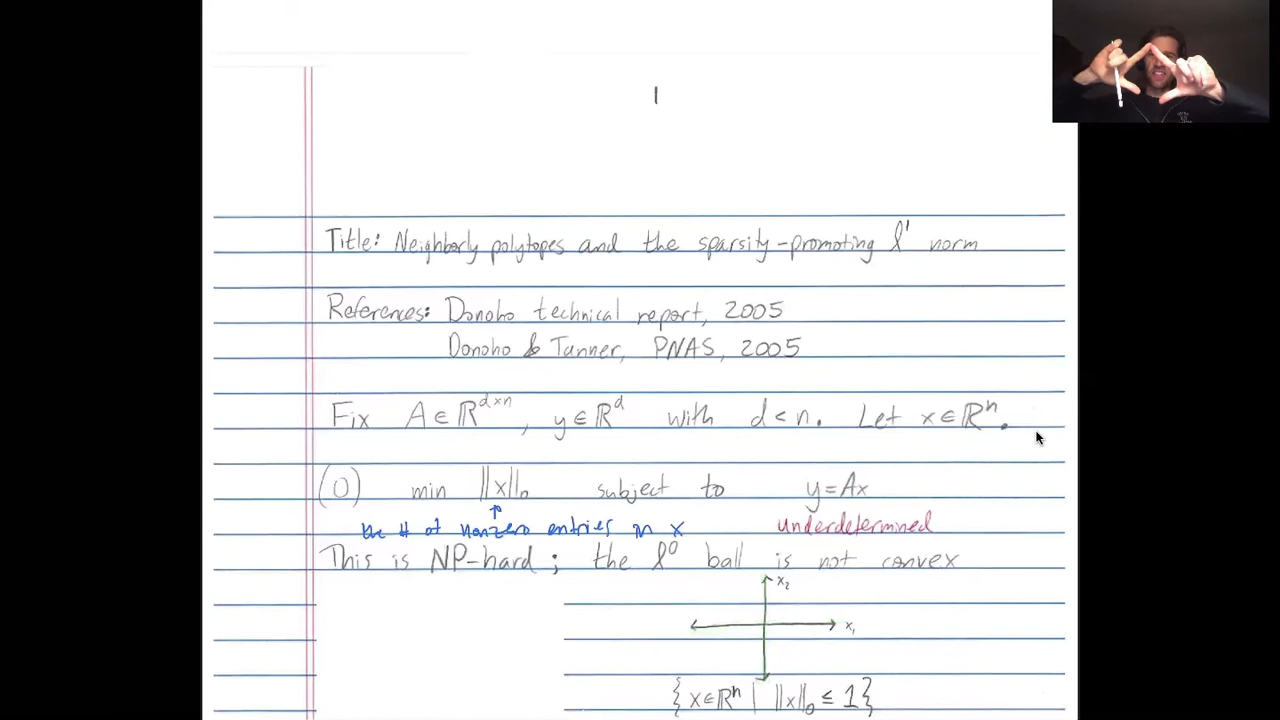 1
Title: Neighborly polytopes and the sparsity-promoting ℓ¹ norm
References: Donoho technical report, 2005
Donoho & Tanner, PNAS, 2005
Fix A∈ℝ^{d×n}, y∈ℝ^d with d<n. Let x∈ℝⁿ.
(0) min ||x||₀ subject to y=Ax
↑
the # of nonzero entries in x underdetermined
This is NP-hard; the ℓ⁰ ball is not convex
x₂
x₁
{x∈ℝⁿ | ||x||₀ ≤ 1}